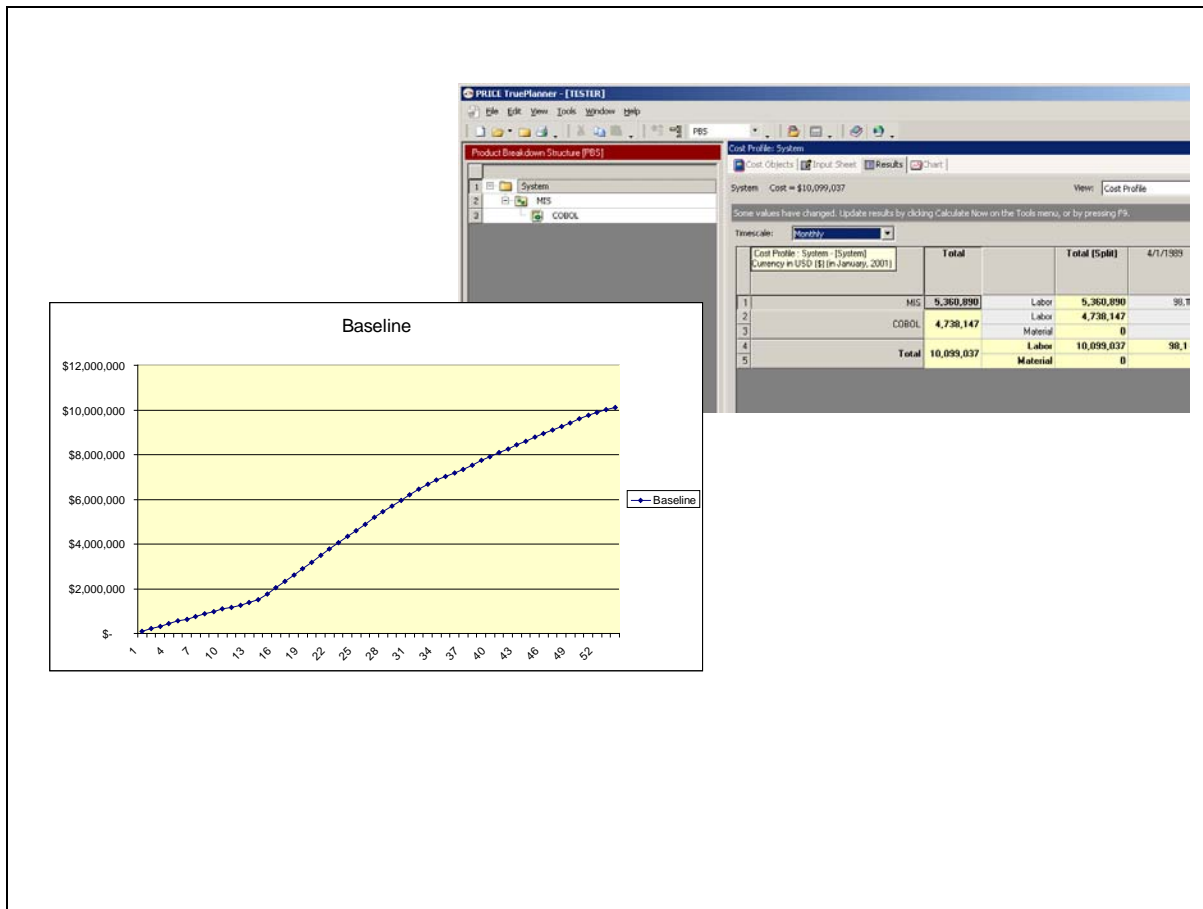 PRICE TruePlanner - [TESTER]
File Edit View Tools Window Help
PBS
Product Breakdown Structure [PBS]
1 System
2 MIS
3 COBOL
Cost Profile: System
Cost Objects Input Sheet Results Chart
System Cost = $10,099,037 View: Cost Profile
Some values have changed. Update results by clicking Calculate Now on the Tools menu, or by pressing F9.
Timescale: Monthly
Cost Profile : System - [System]
Currency in USD ($) (in January, 2001)
Total Total (Split) 4/1/1989
1 MIS 5,360,890 Labor 5,360,890
2 COBOL 4,738,147 Labor 4,738,147
3 Material 0
4 Total 10,099,037 Labor 10,099,037 98,1
5 Material 0
Baseline
$12,000,000
$10,000,000
$8,000,000
$6,000,000
$4,000,000
$2,000,000
$-
1 4 7 10 13 16 19 22 25 28 31 34 37 40 43 46 49 52
Baseline